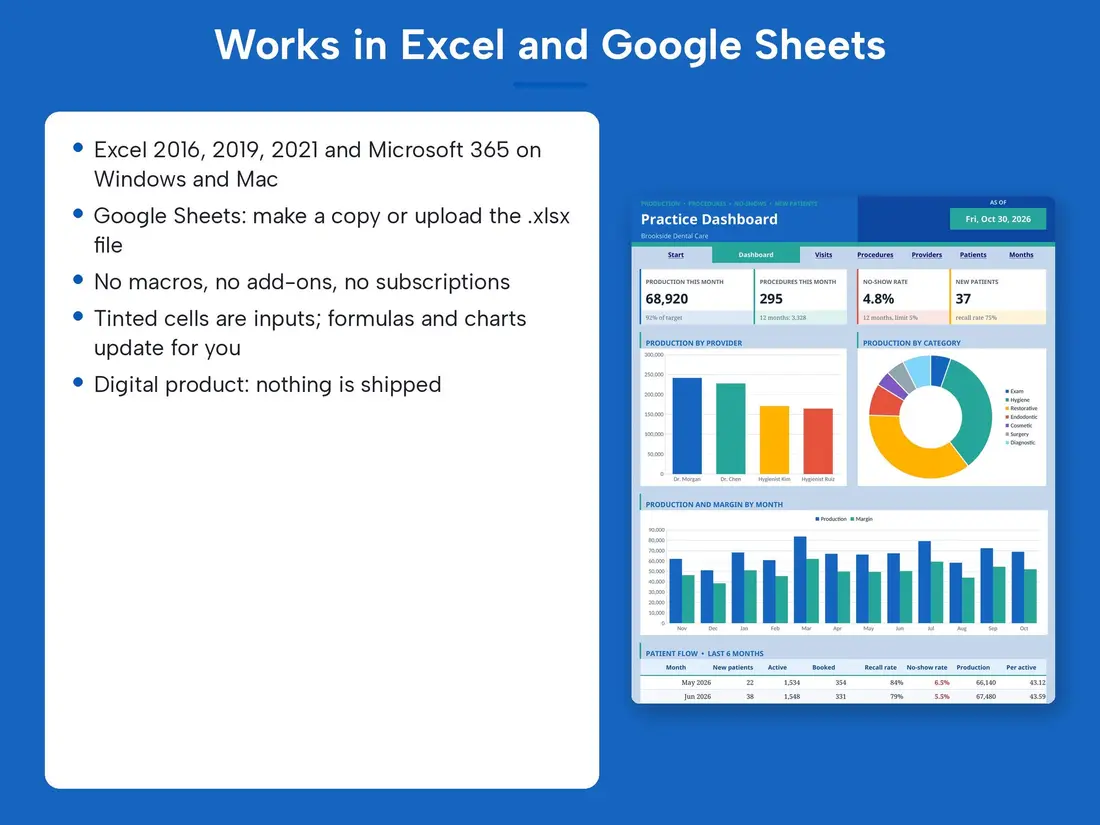 Works in Excel and Google Sheets
Excel 2016, 2019, 2021 and Microsoft 365 on
Windows and Mac
Google Sheets: make a copy or upload the .xlsx
file
No macros, no add-ons, no subscriptions
Tinted cells are inputs; formulas and charts
update for you
Digital product: nothing is shipped
PRODUCTION • PROCEDURES • NO-SHOWS • NEW PATIENTS
Practice Dashboard
Brookside Dental Care
AS OF
Fri, Oct 30, 2026
Start Dashboard Visits Procedures Providers Patients Months
PRODUCTION THIS MONTH PROCEDURES THIS MONTH NO-SHOW RATE NEW PATIENTS
68,920 295 4.8% 37
92% of target 12 months: 3,328 12 months, limit 5% recall rate 75%
PRODUCTION BY PROVIDER
300,000
250,000
200,000
150,000
100,000
50,000
0
Dr. Morgan Dr. Chen Hygienist Kim Hygienist Ruiz
PRODUCTION BY CATEGORY
Exam
Hygiene
Restorative
Endodontic
Cosmetic
Surgery
Diagnostic
PRODUCTION AND MARGIN BY MONTH
Production Margin
90,000
80,000
70,000
60,000
50,000
40,000
30,000
20,000
10,000
0
Nov Dec Jan Feb Mar Apr May Jun Jul Aug Sep Oct
PATIENT FLOW • LAST 6 MONTHS
Month New patients Active Booked Recall rate No-show rate Production Per active
May 2026 22 1,534 354 84% 6.5% 66,140 43.12
Jun 2026 38 1,548 331 79% 5.5% 67,480 43.59